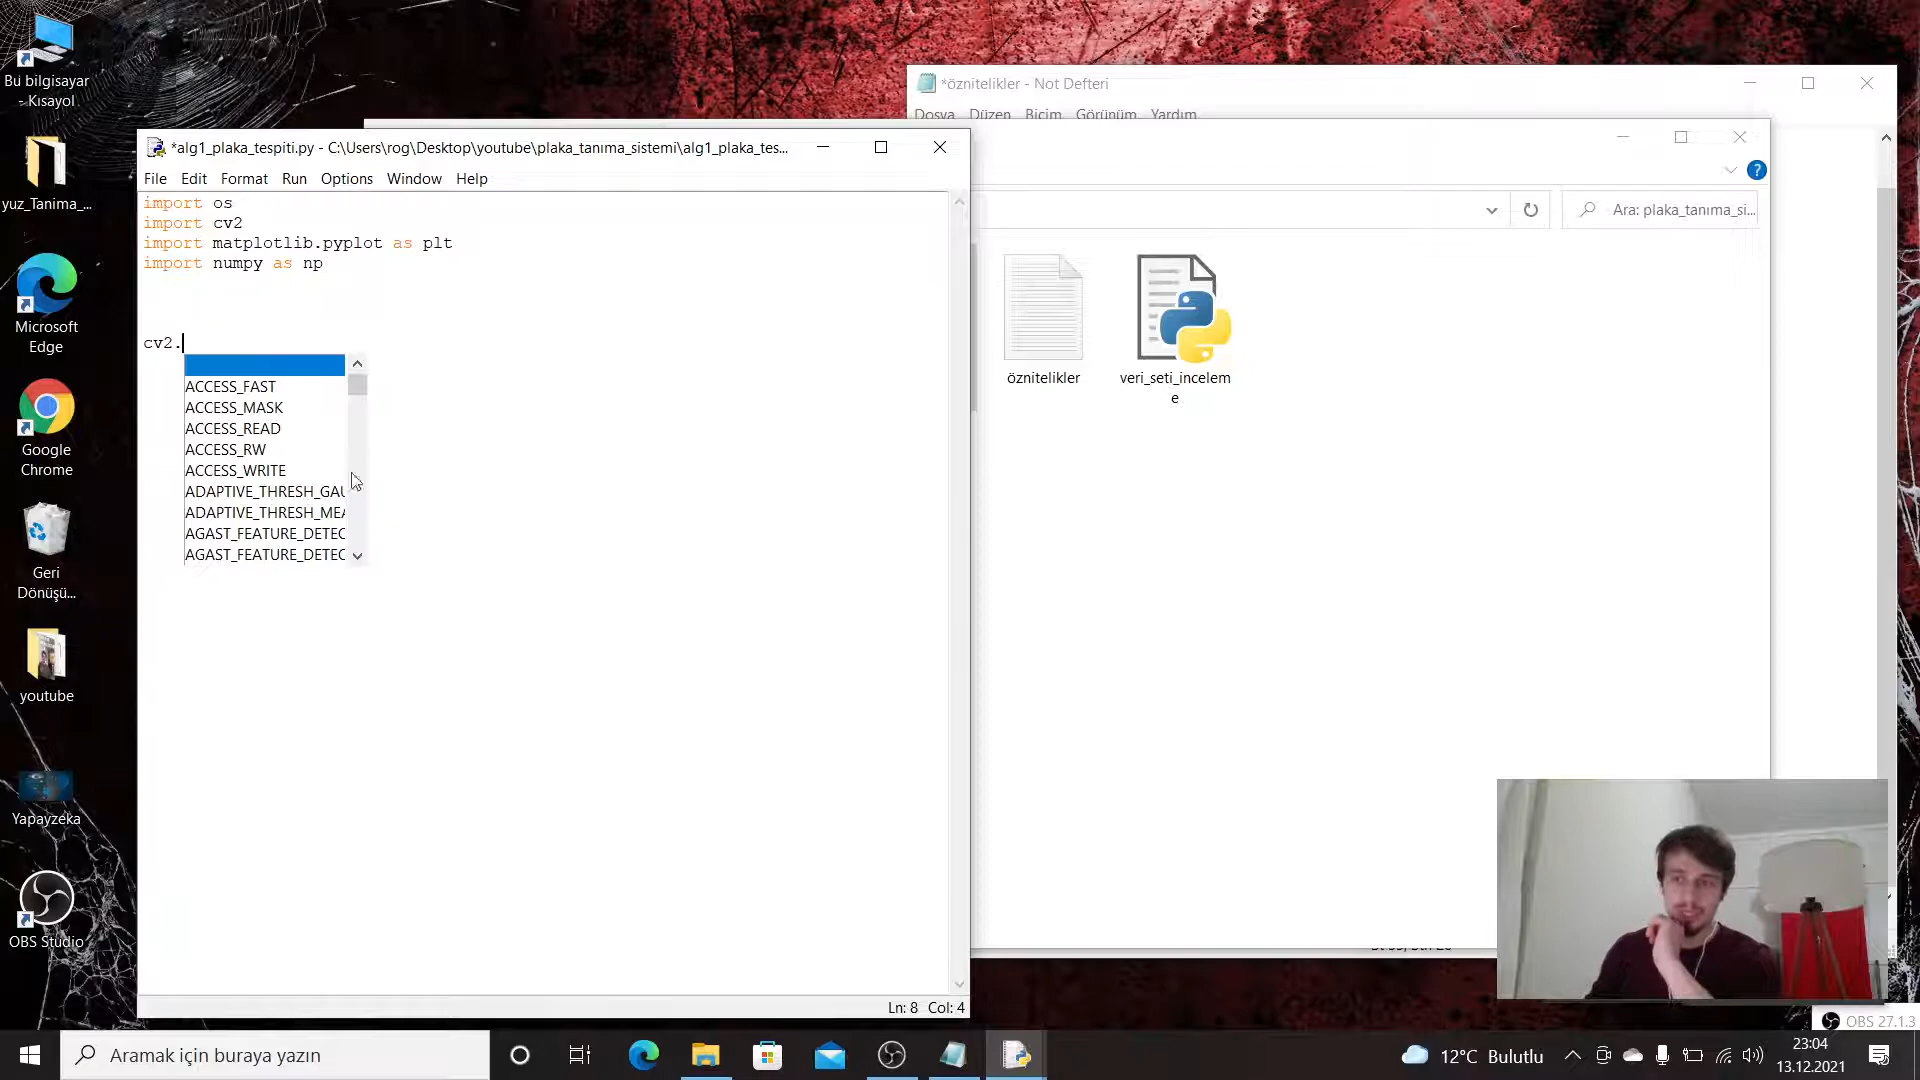 Bu bilgisayar
- Kısayol
yuz_Tanima_...
Microsoft
Edge
Google
Chrome
Geri
Dönüşü...
youtube
Yapayzeka
OBS Studio
*öznitelikler - Not Defteri
Dosya Düzen Biçim Görünüm Yardım
*alg1_plaka_tespiti.py - C:\Users\rog\Desktop\youtube\plaka_tanıma_sistemi\alg1_plaka_tes...
File Edit Format Run Options Window Help
import os
import cv2
import matplotlib.pyplot as plt
import numpy as np
cv2.
ACCESS_FAST
ACCESS_MASK
ACCESS_READ
ACCESS_RW
ACCESS_WRITE
ADAPTIVE_THRESH_GAU
ADAPTIVE_THRESH_MEA
AGAST_FEATURE_DETEC
AGAST_FEATURE_DETEC
Ln: 8 Col: 4
?
Ara: plaka_tanıma_si...
öznitelikler
veri_seti_incelem
e
OBS 27.1.3
Aramak için buraya yazın
12°C Bulutlu
23:04
13.12.2021